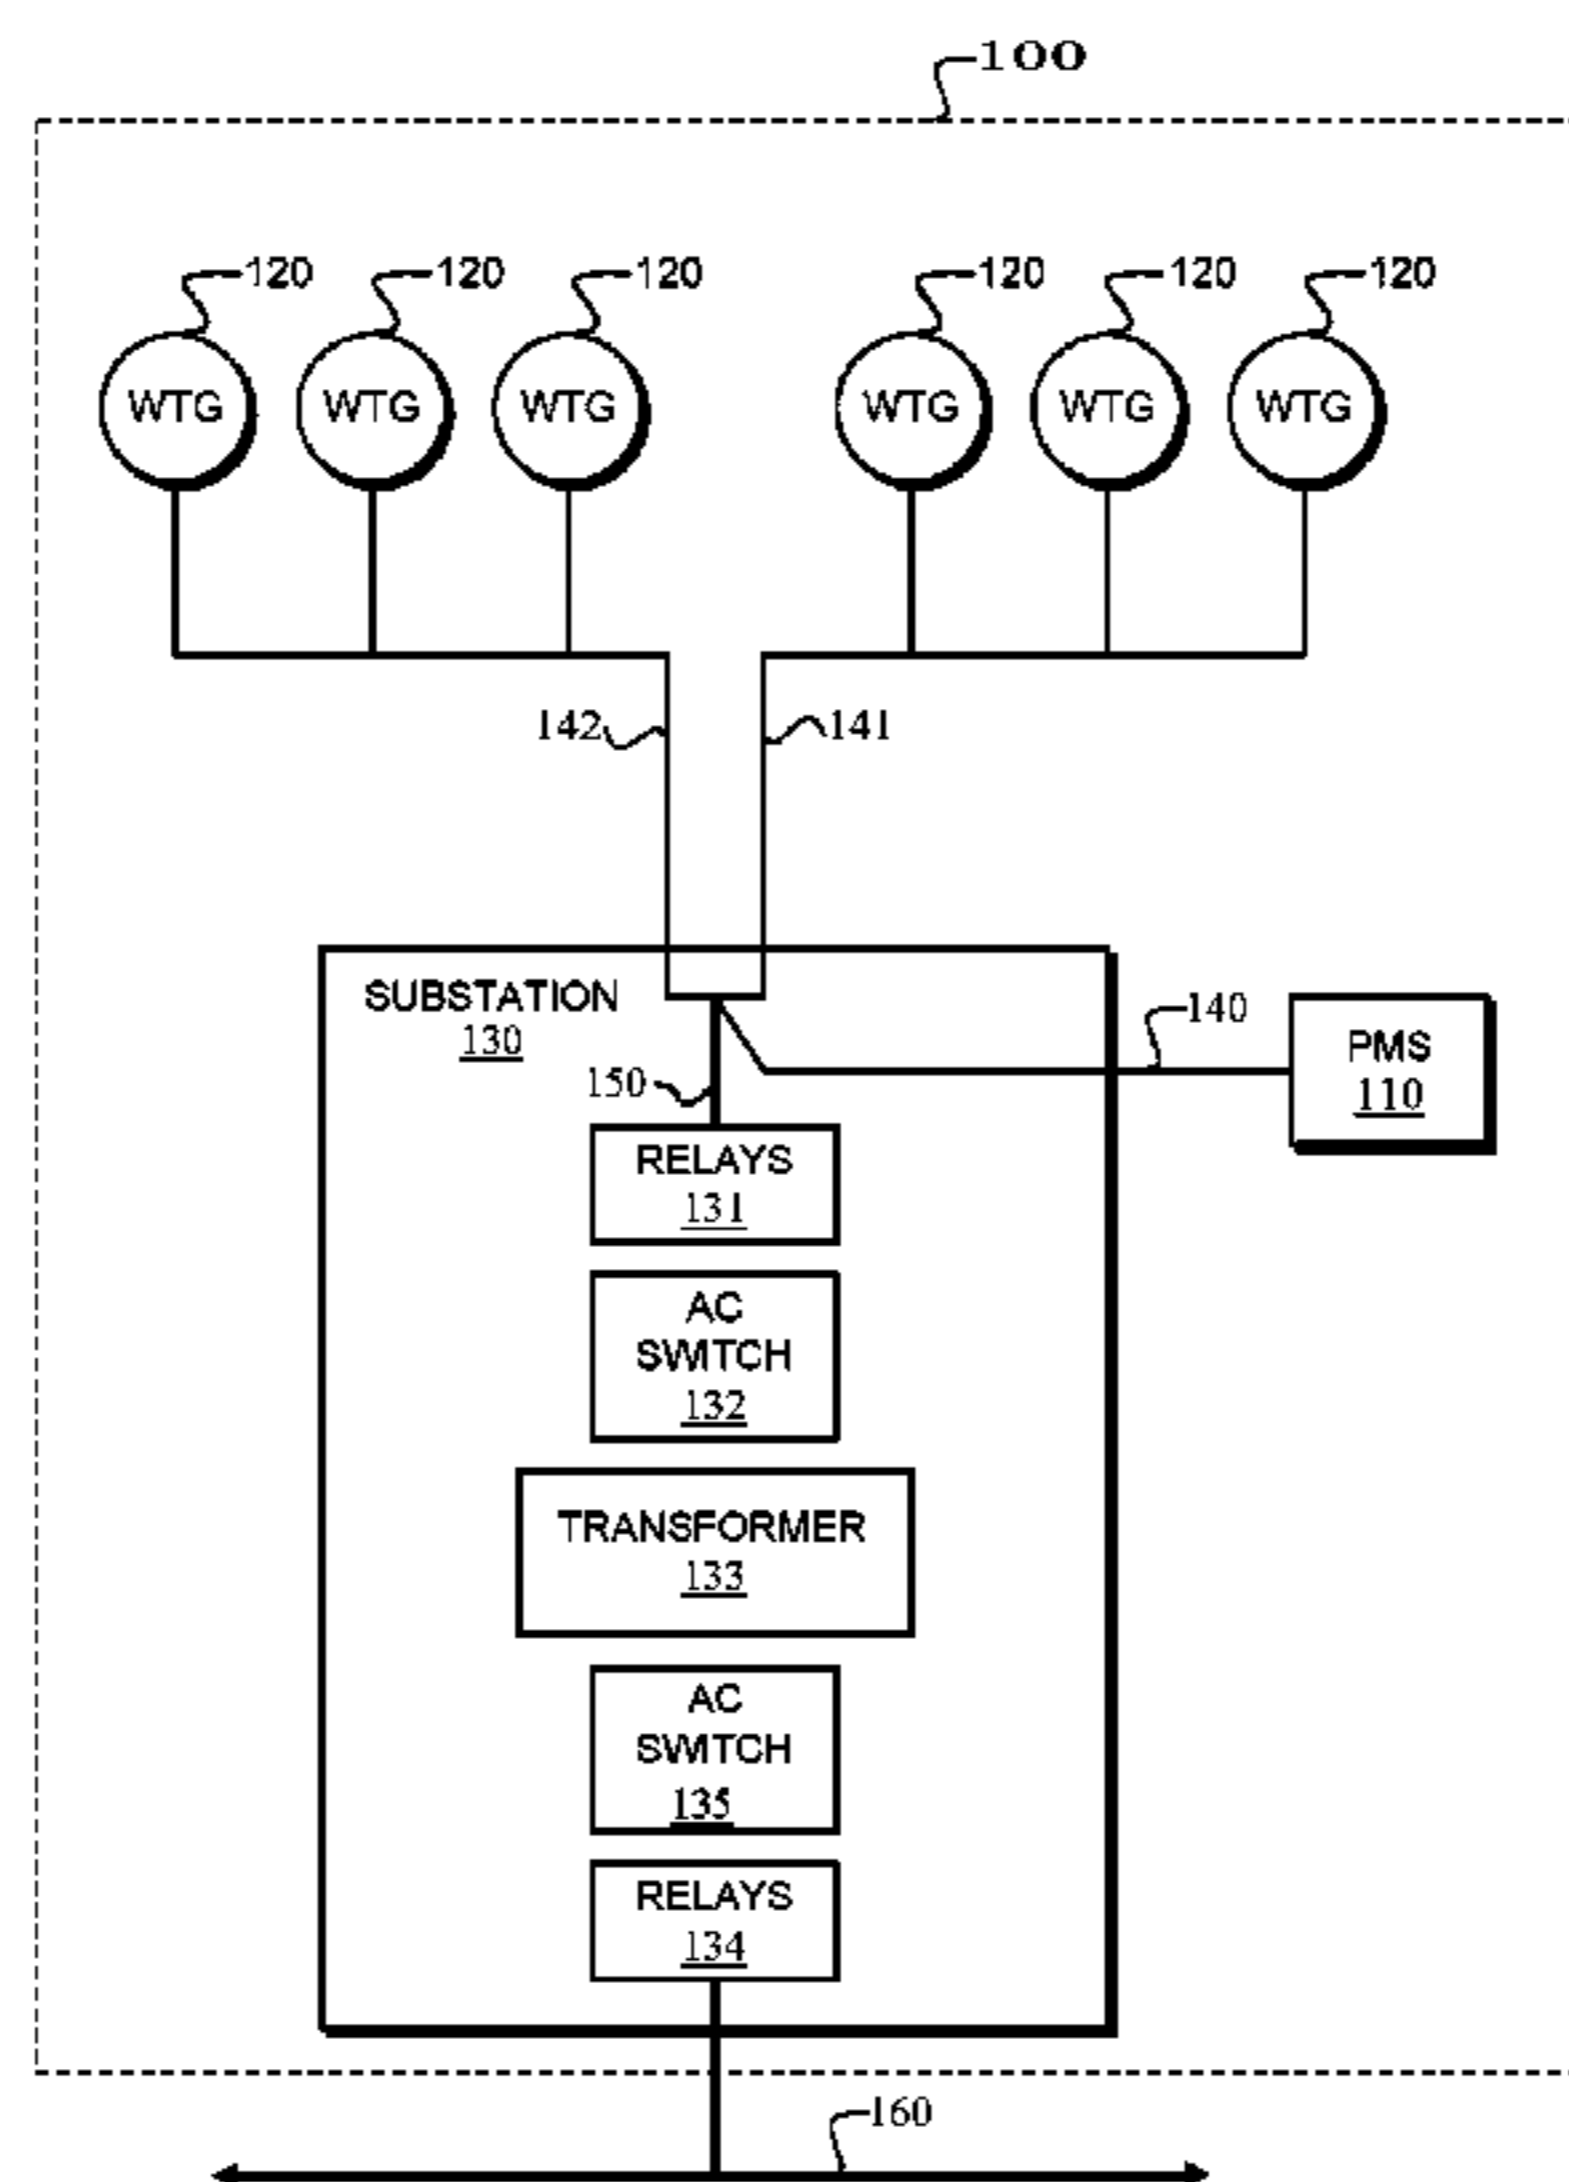 100
120 120 120 120 120 120
WTG WTG WTG WTG WTG WTG
142 141
SUBSTATION
130
140
PMS
110
150
RELAYS
131
AC
SWITCH
132
TRANSFORMER
133
AC
SWITCH
135
RELAYS
134
160